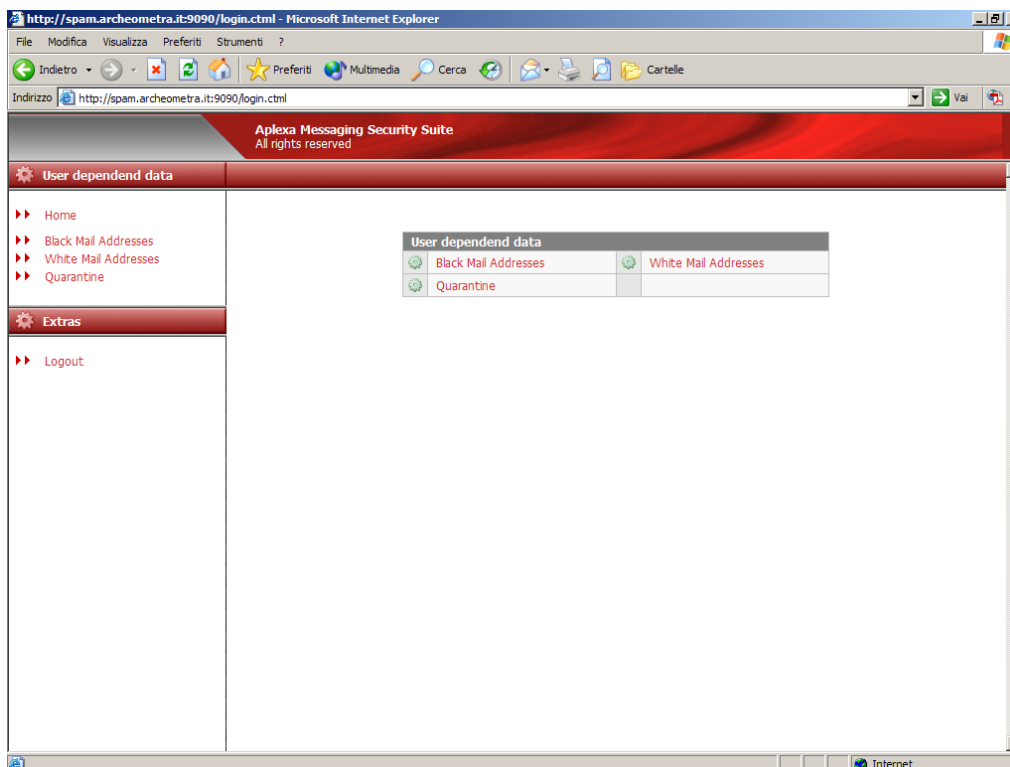 http://spam.archeometra.it:9090/login.ctml - Microsoft Internet Explorer
File Modifica Visualizza Preferiti Strumenti ?
Indietro Preferiti Multimedia Cerca Cartelle
Indirizzo http://spam.archeometra.it:9090/login.ctml Vai
Aplexa Messaging Security Suite
All rights reserved
User dependend data
Home
Black Mail Addresses
White Mail Addresses
Quarantine
Extras
Logout
User dependend data
Black Mail Addresses White Mail Addresses
Quarantine
Internet